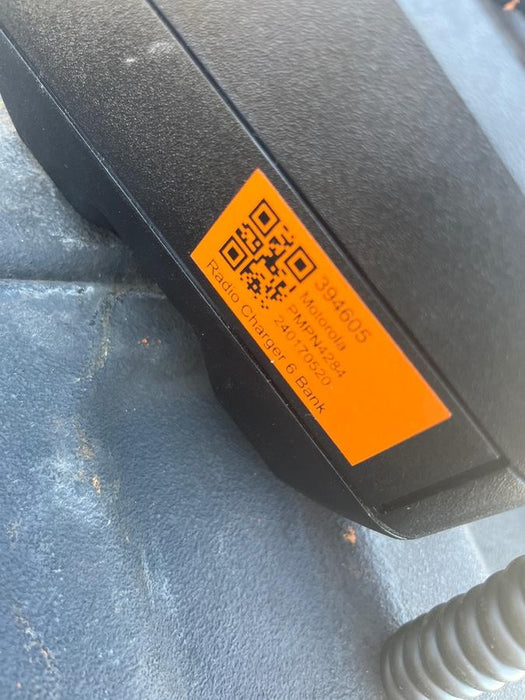 394605
Motorola
PMPN4284
240170520
Radio Charger 6 Bank